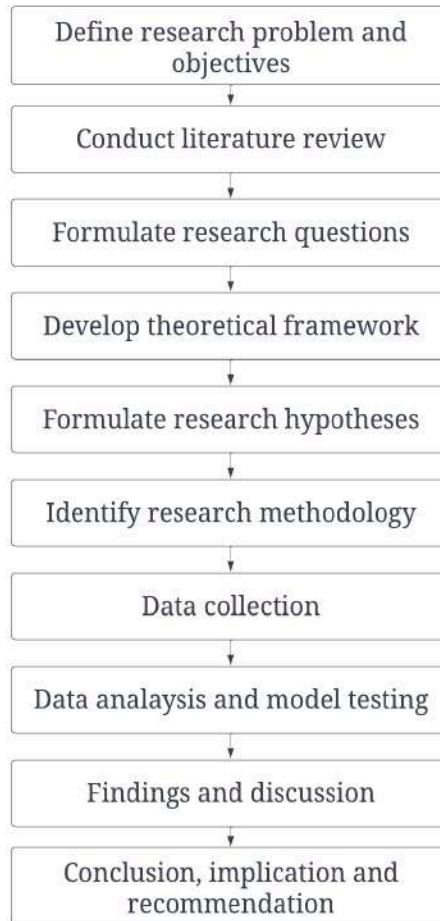 Define research problem and
objectives
Conduct literature review
Formulate research questions
Develop theoretical framework
Formulate research hypotheses
Identify research methodology
Data collection
Data analaysis and model testing
Findings and discussion
Conclusion, implication and
recommendation